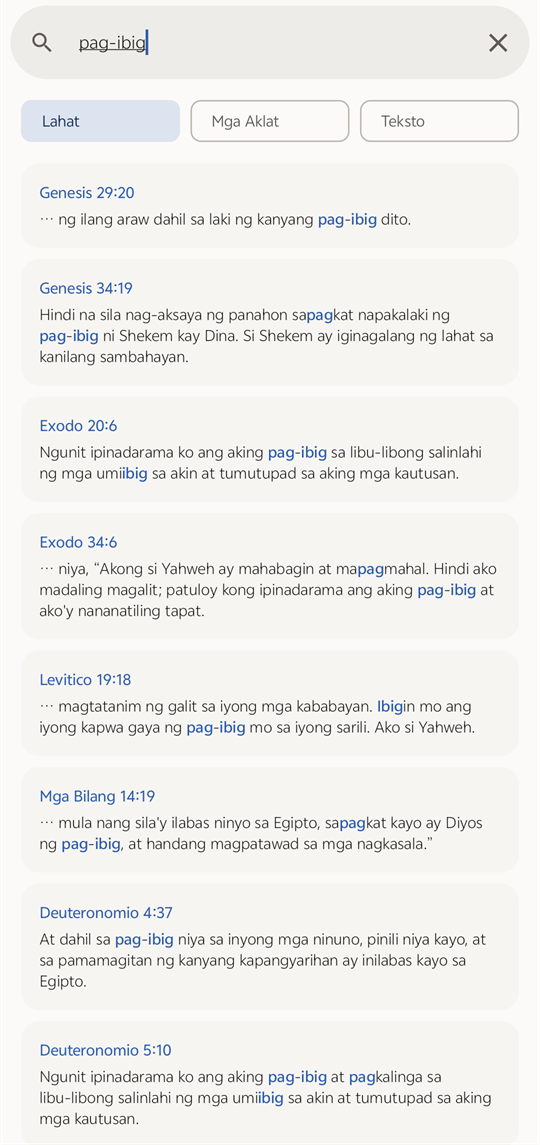 pag-ibig
Lahat
Mga Aklat
Teksto
Genesis 29:20
··· ng ilang araw dahil sa laki ng kanyang pag-ibig dito.
Genesis 34:19
Hindi na sila nag-aksaya ng panahon sapagkat napakalaki ng
pag-ibig ni Shekem kay Dina. Si Shekem ay iginagalang ng lahat sa
kanilang sambahayan.
Exodo 20:6
Ngunit ipinadarama ko ang aking pag-ibig sa libu-libong salinlahi
ng mga umiibig sa akin at tumutupad sa aking mga kautusan.
Exodo 34:6
··· niya, “Akong si Yahweh ay mahabagin at mapagmahal. Hindi ako
madaling magalit; patuloy kong ipinadarama ang aking pag-ibig at
ako'y nananatiling tapat.
Levitico 19:18
··· magtatanim ng galit sa iyong mga kababayan. Ibigin mo ang
iyong kapwa gaya ng pag-ibig mo sa iyong sarili. Ako si Yahweh.
Mga Bilang 14:19
··· mula nang sila'y ilabas ninyo sa Egipto, sapagkat kayo ay Diyos
ng pag-ibig, at handang magpatawad sa mga nagkasala.”
Deuteronomio 4:37
At dahil sa pag-ibig niya sa inyong mga ninuno, pinili niya kayo, at
sa pamamagitan ng kanyang kapangyarihan ay inilabas kayo sa
Egipto.
Deuteronomio 5:10
Ngunit ipinadarama ko ang aking pag-ibig at pagkalinga sa
libu-libong salinlahi ng mga umiibig sa akin at tumutupad sa aking
mga kautusan.